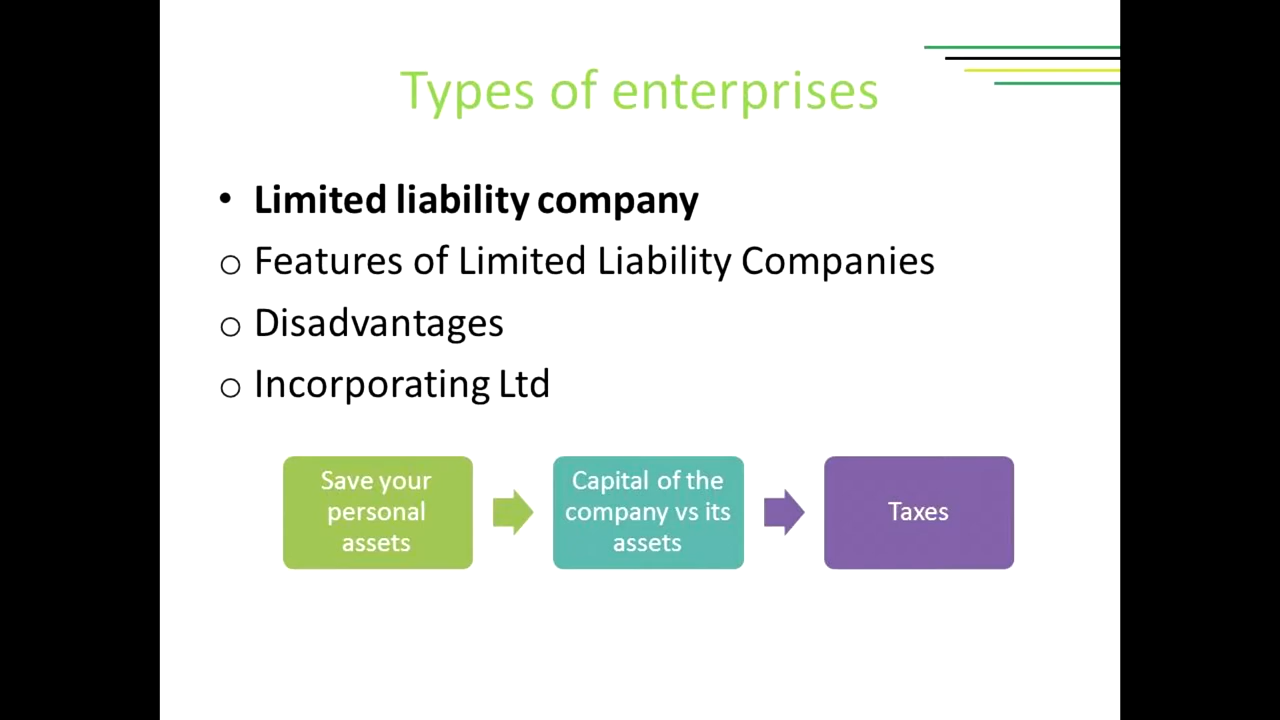 Types of enterprises
• Limited liability company
o Features of Limited Liability Companies
o Disadvantages
o Incorporating Ltd
Save your
personal
assets
Capital of the
company vs its
assets
Taxes